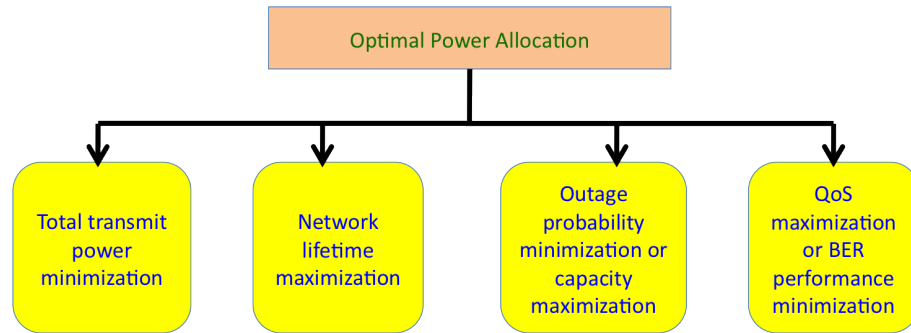 Optimal Power Allocation
Total transmit
power
minimization
Network
lifetime
maximization
Outage
probability
minimization or
capacity
maximization
QoS
maximization
or BER
performance
minimization